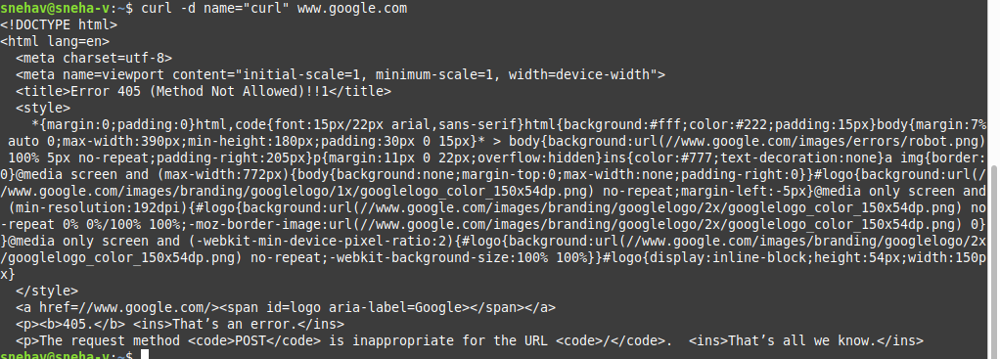 snehav@sneha-v:~$ curl -d name="curl" www.google.com
<!DOCTYPE html>
<html lang=en>
  <meta charset=utf-8>
  <meta name=viewport content="initial-scale=1, minimum-scale=1, width=device-width">
  <title>Error 405 (Method Not Allowed)!!1</title>
  <style>
    *{margin:0;padding:0}html,code{font:15px/22px arial,sans-serif}html{background:#fff;color:#222;padding:15px}body{margin:7%
 auto 0;max-width:390px;min-height:180px;padding:30px 0 15px}* > body{background:url(//www.google.com/images/errors/robot.png)
 100% 5px no-repeat;padding-right:205px}p{margin:11px 0 22px;overflow:hidden}ins{color:#777;text-decoration:none}a img{border:
0}@media screen and (max-width:772px){body{background:none;margin-top:0;max-width:none;padding-right:0}}#logo{background:url(/
/www.google.com/images/branding/googlelogo/1x/googlelogo_color_150x54dp.png) no-repeat;margin-left:-5px}@media only screen and
 (min-resolution:192dpi){#logo{background:url(//www.google.com/images/branding/googlelogo/2x/googlelogo_color_150x54dp.png) no
-repeat 0% 0%/100% 100%;-moz-border-image:url(//www.google.com/images/branding/googlelogo/2x/googlelogo_color_150x54dp.png) 0}
}@media only screen and (-webkit-min-device-pixel-ratio:2){#logo{background:url(//www.google.com/images/branding/googlelogo/2x
/googlelogo_color_150x54dp.png) no-repeat;-webkit-background-size:100% 100%}}#logo{display:inline-block;height:54px;width:150p
x}
  </style>
  <a href=//www.google.com/><span id=logo aria-label=Google></span></a>
  <p><b>405.</b> <ins>That’s an error.</ins>
  <p>The request method <code>POST</code> is inappropriate for the URL <code>/</code>.  <ins>That’s all we know.</ins>
snehav@sneha-v:~$